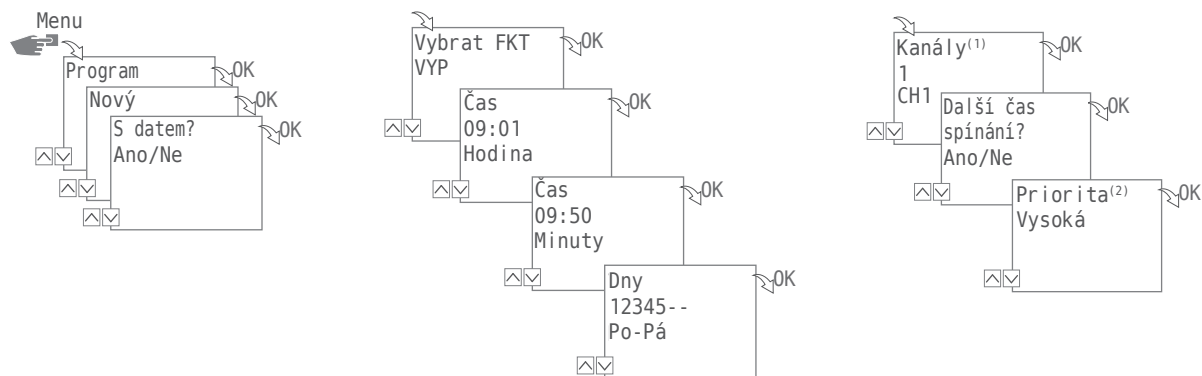 Menu
Program
OK
Nový
OK
S datem?
OK
Ano/Ne
Vybrat FKT
OK
VYP
Čas
OK
09:01
Hodina
Čas
OK
09:50
Minuty
Dny
OK
12345--
Po-Pá
Kanály(1)
OK
1
CH1
Další čas
OK
spínání?
Ano/Ne
Priorita(2)
OK
Vysoká